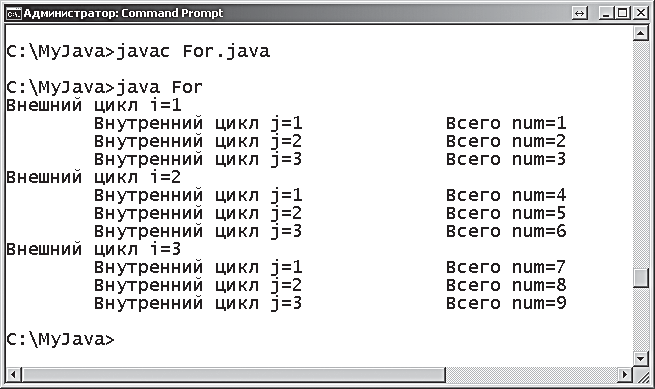 Администратор: Command Prompt
C:\MyJava>javac For.java
C:\MyJava>java For
Внешний цикл i=1
Внутренний цикл j=1 Всего num=1
Внутренний цикл j=2 Всего num=2
Внутренний цикл j=3 Всего num=3
Внешний цикл i=2
Внутренний цикл j=1 Всего num=4
Внутренний цикл j=2 Всего num=5
Внутренний цикл j=3 Всего num=6
Внешний цикл i=3
Внутренний цикл j=1 Всего num=7
Внутренний цикл j=2 Всего num=8
Внутренний цикл j=3 Всего num=9
C:\MyJava>